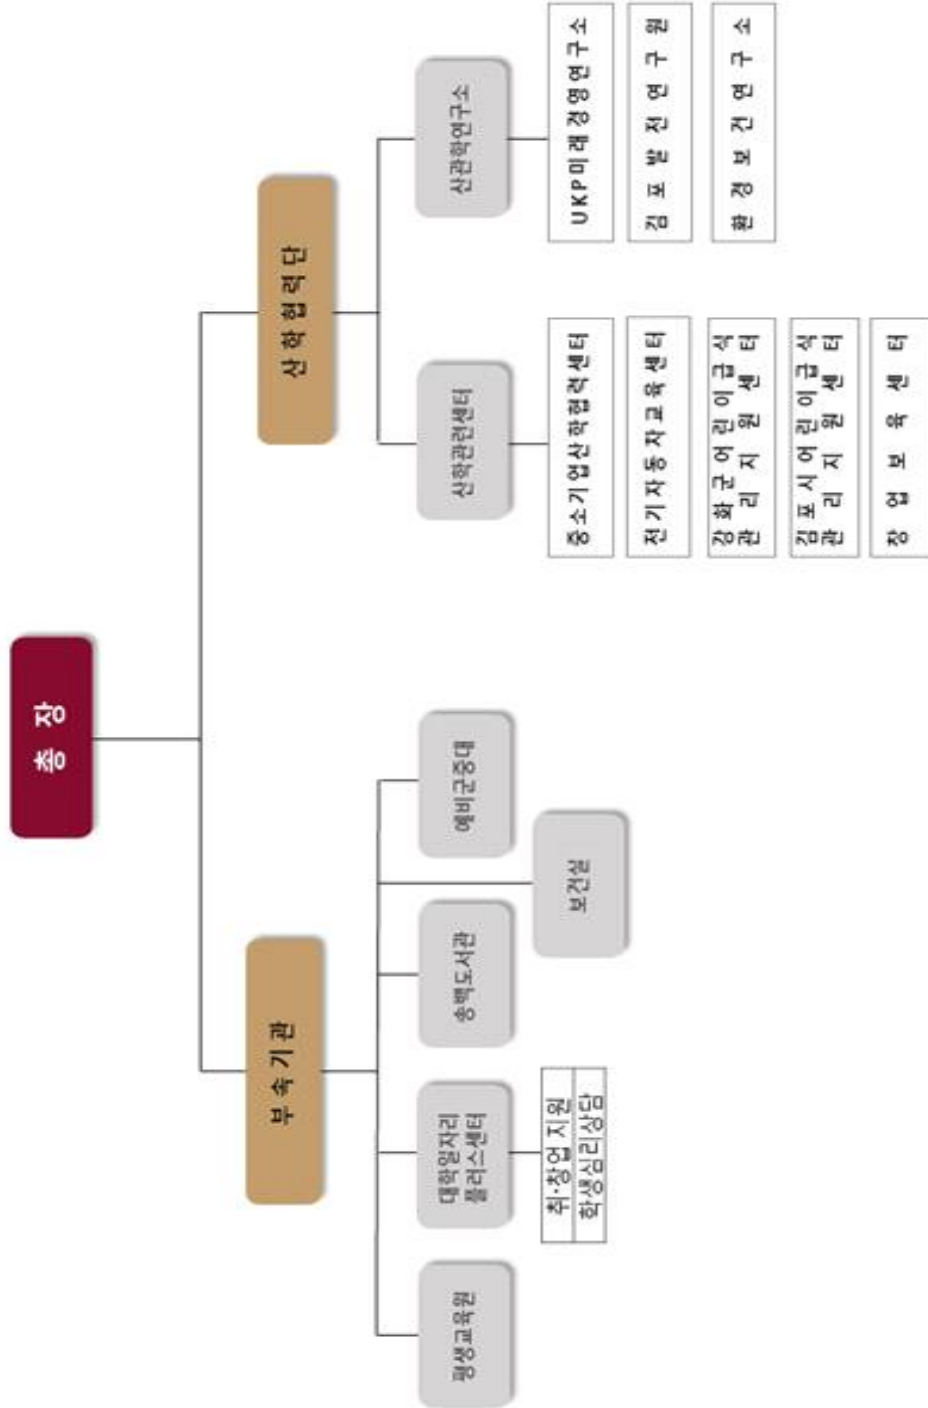 총 장
부속기관
산학협력단
평생교육원
대학일자리
플러스센터
송백도서관
예비군중대
보건실
취·창업 지원
학생심리상담
산학관련센터
산관학연구소
중소기업산학협력센터
전기자동차교육센터
강화군어린이급식
관리지원센터
김포시어린이급식
관리지원센터
창업보육센터
UKP미래경영연구소
김포발전연구원
환경보건연구소